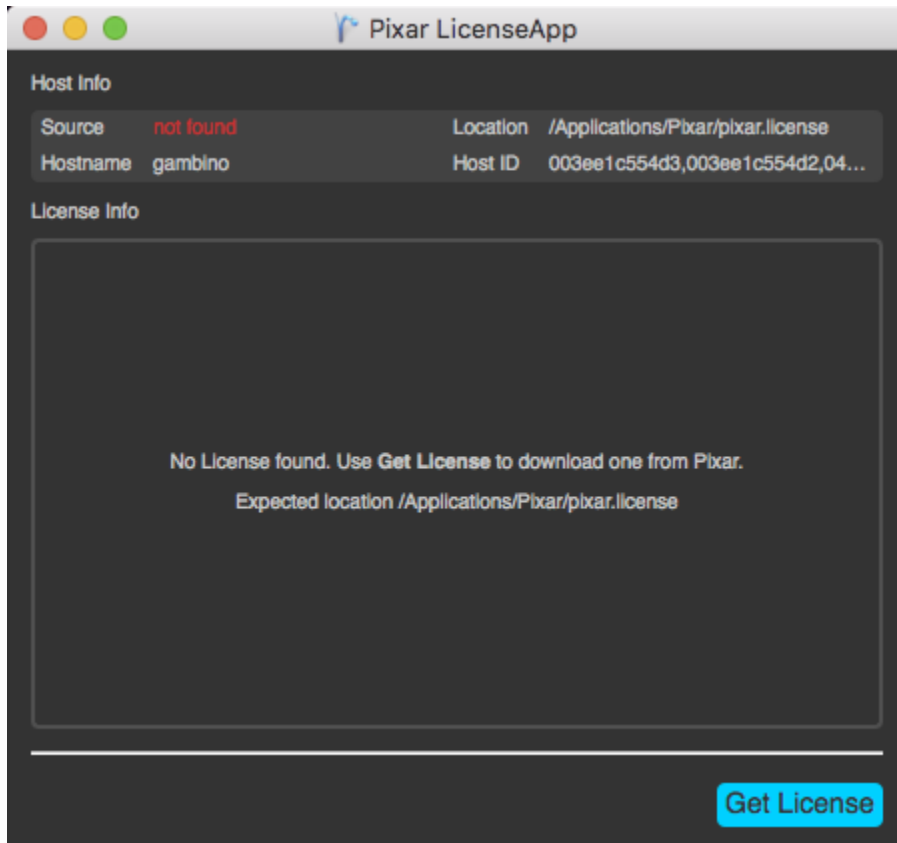 Pixar LicenseApp
Host Info
Source not found Location /Applications/Pixar/pixar.license
Hostname gambino Host ID 003ee1c554d3,003ee1c554d2,04...
License Info
No License found. Use Get License to download one from Pixar.
Expected location /Applications/Pixar/pixar.license
Get License